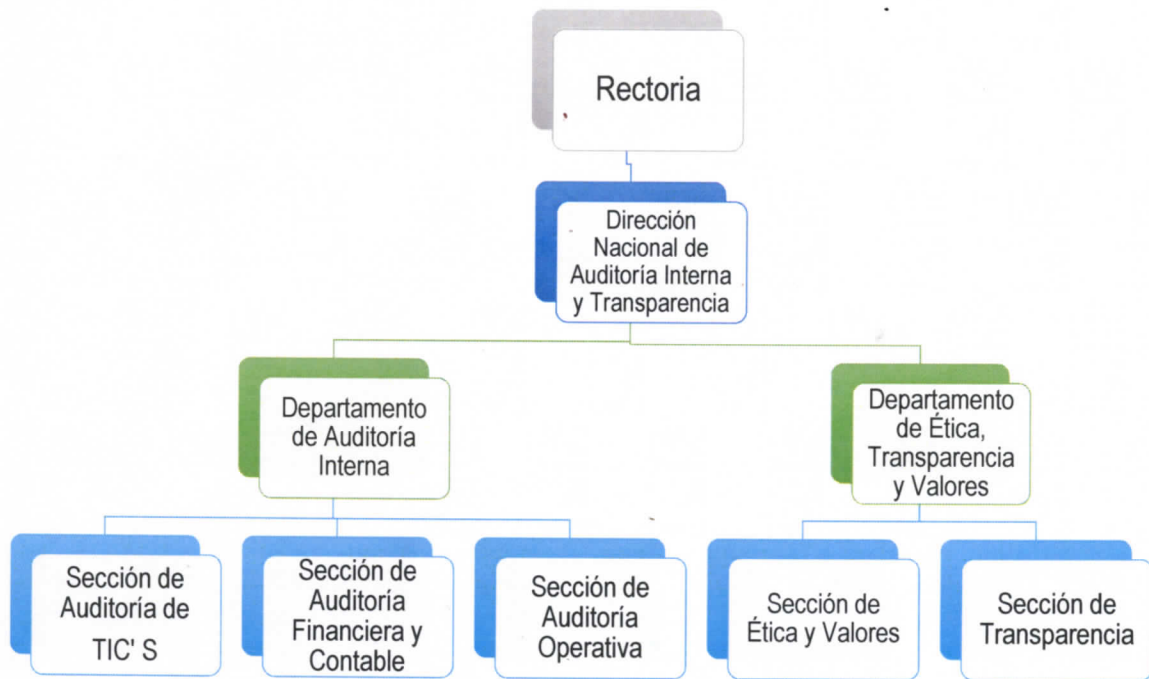 Rectoria
Dirección
Nacional de
Auditoría Interna
y Transparencia
Departamento
de Auditoría
Interna
Departamento
de Ética,
Transparencia
y Valores
Sección de
Auditoría de
TIC' S
Sección de
Auditoría
Financiera y
Contable
Sección de
Auditoría
Operativa
Sección de
Ética y Valores
Sección de
Transparencia